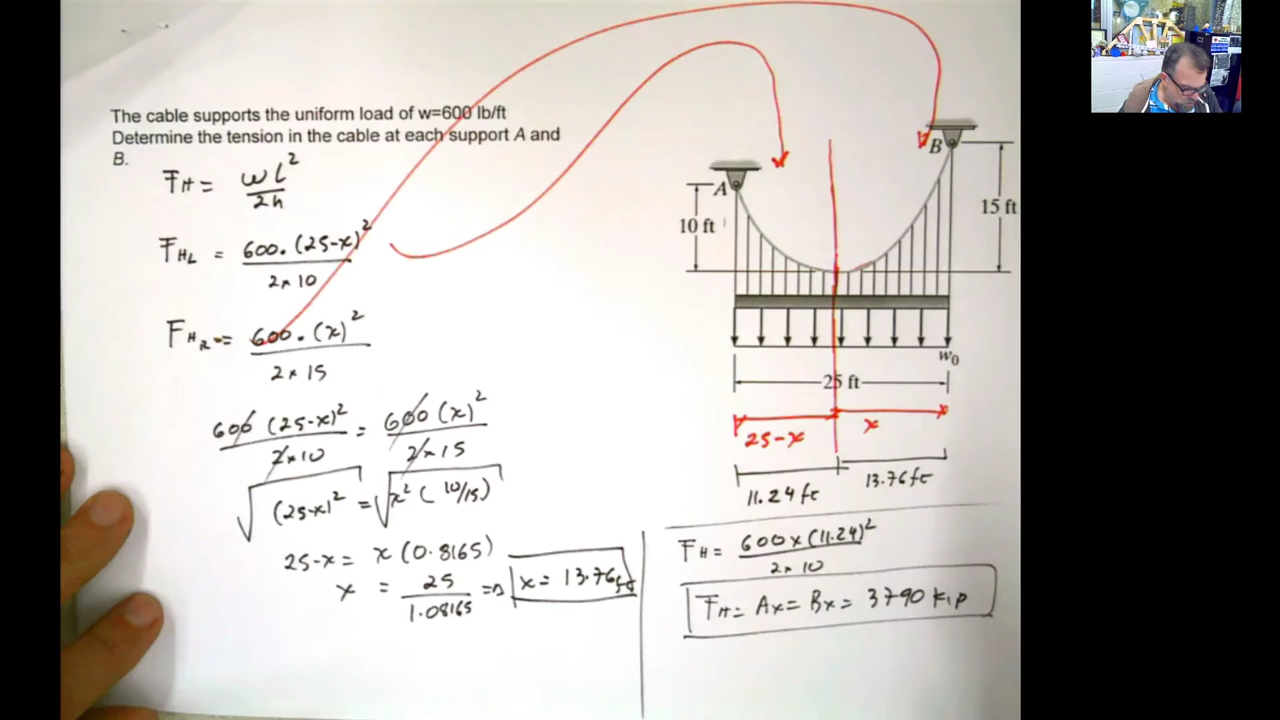 The cable supports the uniform load of w=600 lb/ft
Determine the tension in the cable at each support A and
B.
FH = ωL²/2h
FHL = 600.(25-x)²/2×10
FHR = 600.(x)²/2×15
600 (25-x)²/2×10 = 600 (x)²/2×15
√(25-x)² = √x² (10/15)
25-x = x (0.8165)
x = 25/1.08165 => x = 13.76ft
A
B
10 ft
15 ft
w₀
25 ft
25-x
x
11.24 ft
13.76 ft
FH = 600 x (11.24)²/2×10
FH = Ax = Bx = 3790 kip